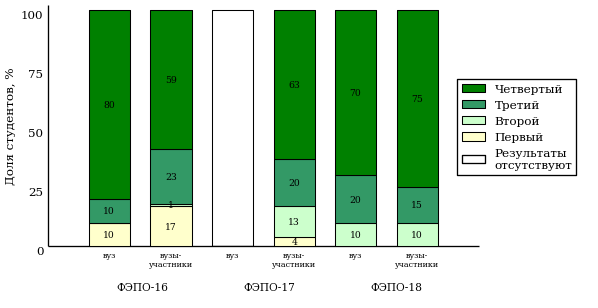 Доля студентов, %
100
75
50
25
0
80
10
10
59
23
1
17
63
20
13
4
70
20
10
75
15
10
вуз
вузы-
участники
вуз
вузы-
участники
вуз
вузы-
участники
ФЭПО-16
ФЭПО-17
ФЭПО-18
Четвертый
Третий
Второй
Первый
Результаты
отсутствуют